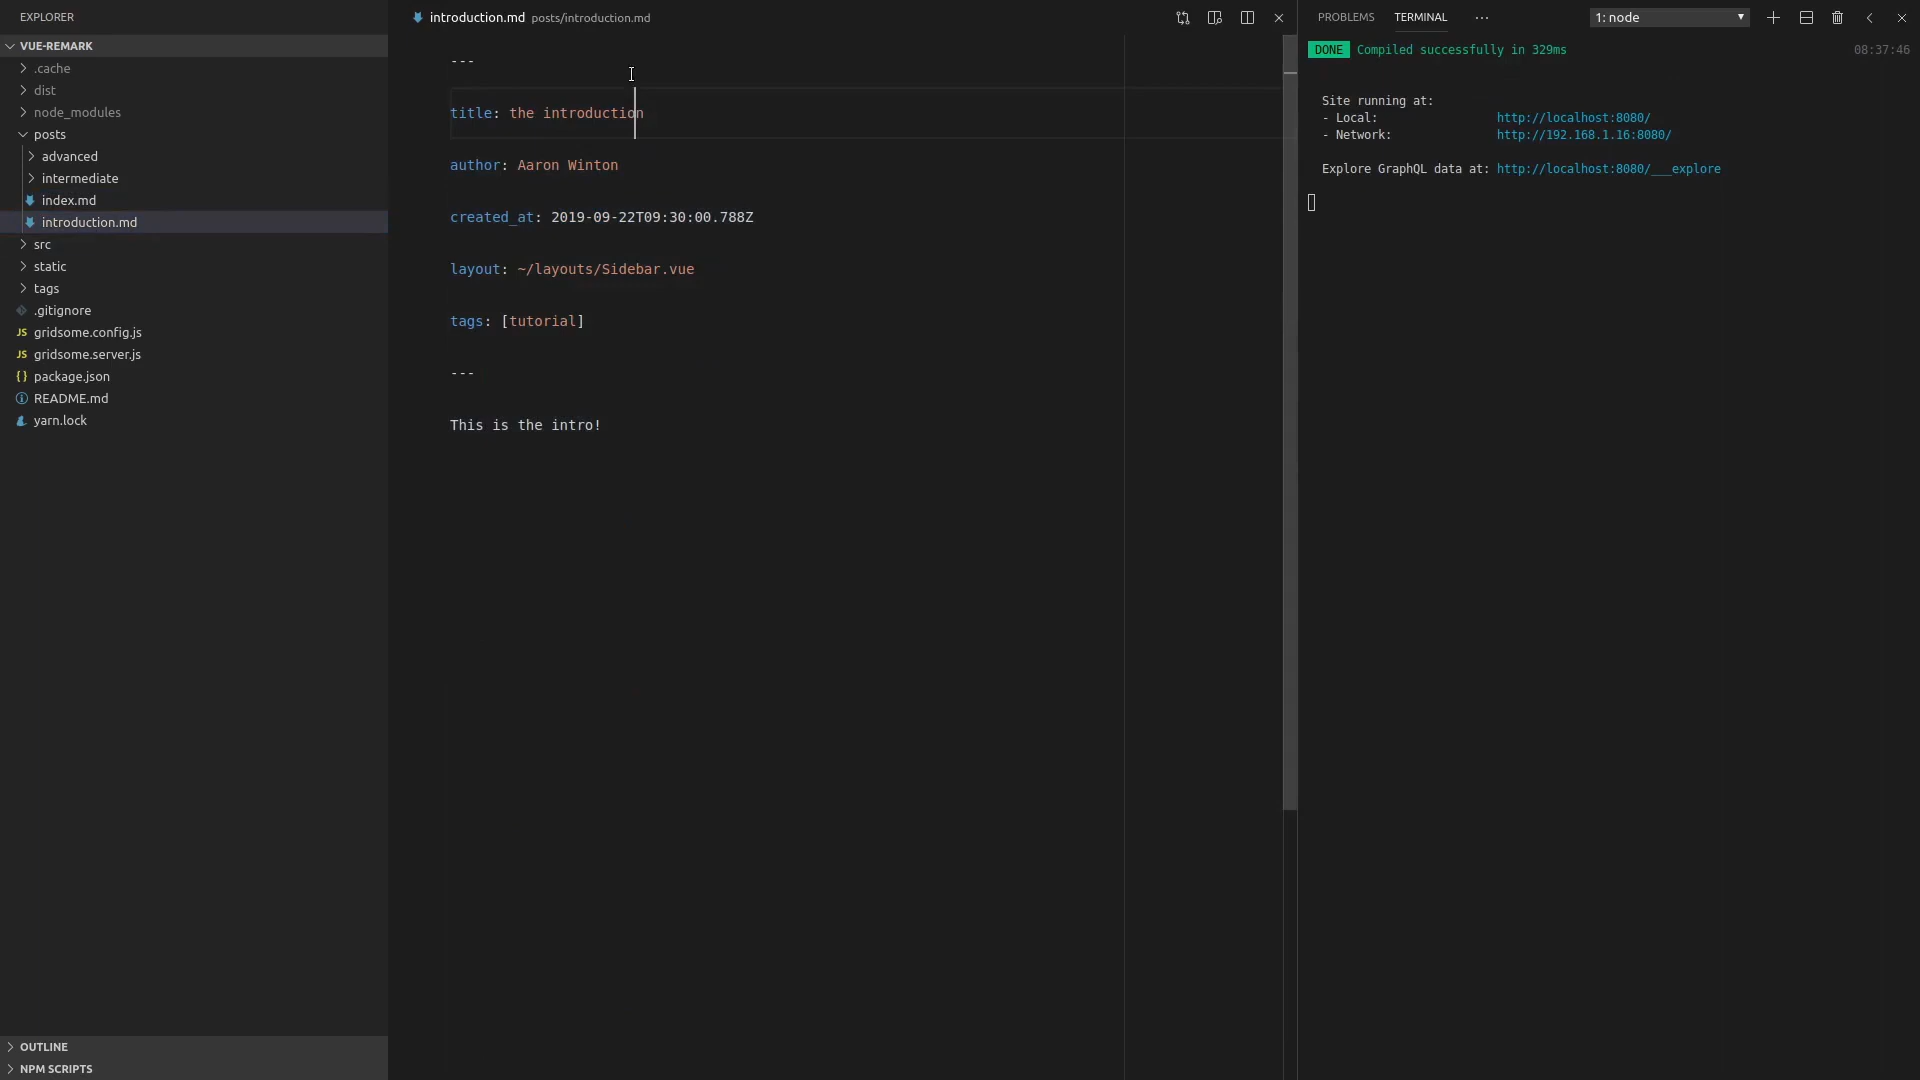 EXPLORER
VUE-REMARK
.cache
dist
node_modules
posts
advanced
intermediate
index.md
introduction.md
src
static
tags
.gitignore
JS gridsome.config.js
JS gridsome.server.js
{} package.json
README.md
yarn.lock
OUTLINE
NPM SCRIPTS
introduction.md posts/introduction.md
---
title: the introduction
author: Aaron Winton
created_at: 2019-09-22T09:30:00.788Z
layout: ~/layouts/Sidebar.vue
tags: [tutorial]
---
This is the intro!
PROBLEMS TERMINAL ··· 1: node
DONE Compiled successfully in 329ms 08:37:46
Site running at:
- Local: http://localhost:8080/
- Network: http://192.168.1.16:8080/
Explore GraphQL data at: http://localhost:8080/___explore